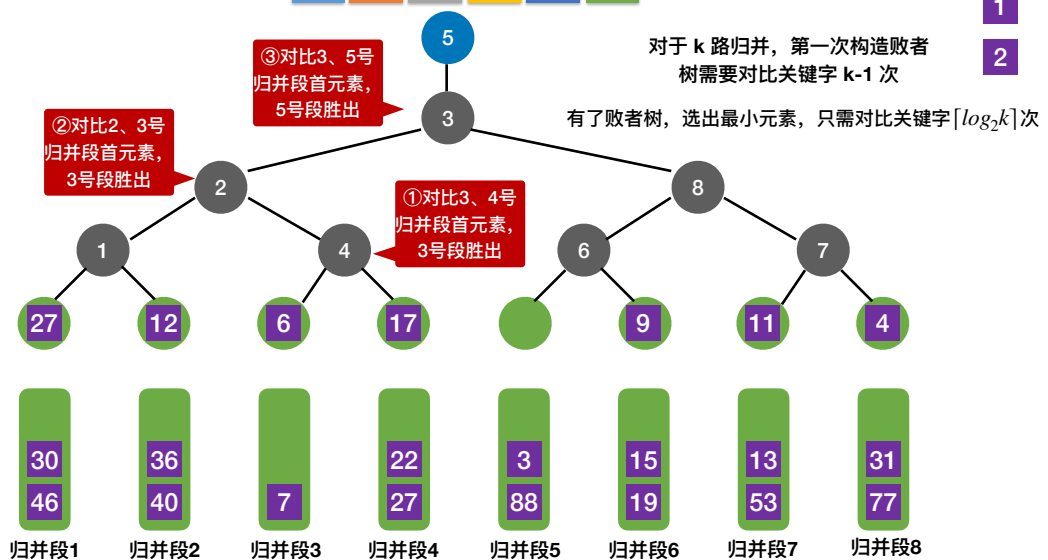 1
2
5
③对比3、5号
归并段首元素，
5号段胜出
对于 k 路归并，第一次构造败者
树需要对比关键字 k-1 次
有了败者树，选出最小元素，只需对比关键字⌈log₂k⌉次
3
②对比2、3号
归并段首元素，
3号段胜出
2
8
①对比3、4号
归并段首元素，
3号段胜出
1
4
6
7
27 12 6 17 9 11 4
30 36 22 3 15 13 31
46 40 7 27 88 19 53 77
归并段1 归并段2 归并段3 归并段4 归并段5 归并段6 归并段7 归并段8